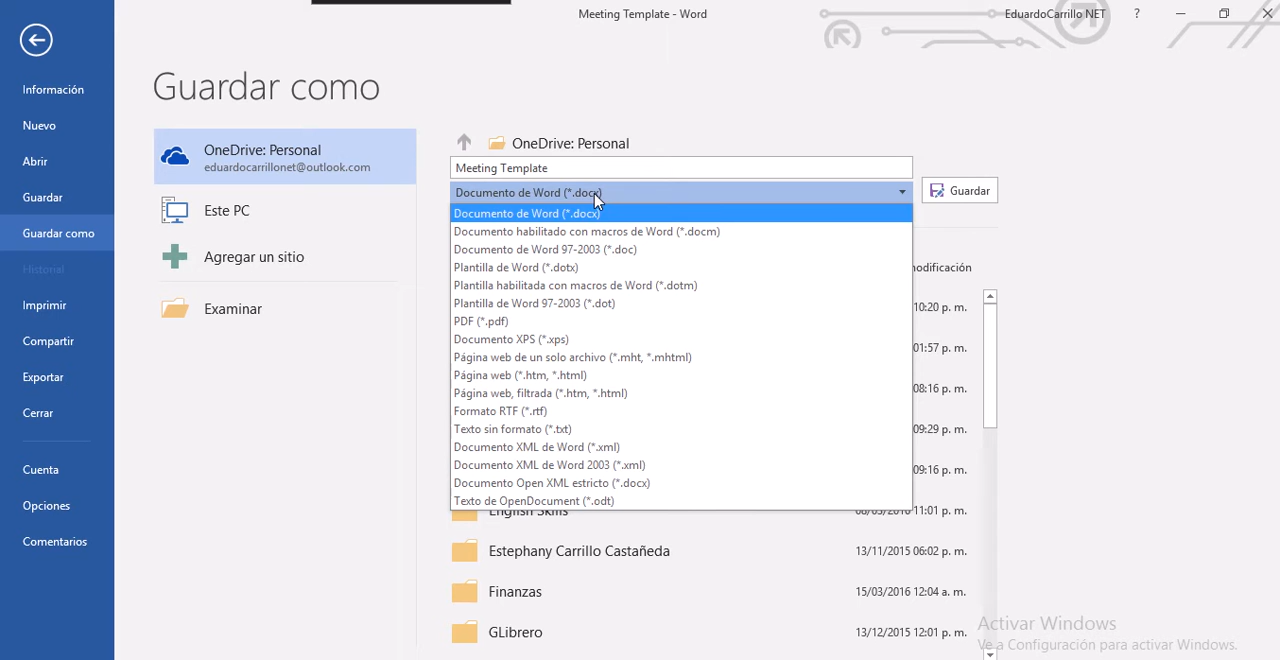 Meeting Template - Word
EduardoCarrillo NET
?
Información
Nuevo
Abrir
Guardar
Guardar como
Historial
Imprimir
Compartir
Exportar
Cerrar
Cuenta
Opciones
Comentarios
Guardar como
OneDrive: Personal
eduardocarrillonet@outlook.com
Este PC
Agregar un sitio
Examinar
OneDrive: Personal
Meeting Template
Documento de Word (*.docx)
Guardar
Documento de Word (*.docx)
Documento habilitado con macros de Word (*.docm)
Documento de Word 97-2003 (*.doc)
Plantilla de Word (*.dotx)
Plantilla habilitada con macros de Word (*.dotm)
Plantilla de Word 97-2003 (*.dot)
PDF (*.pdf)
Documento XPS (*.xps)
Página web de un solo archivo (*.mht, *.mhtml)
Página web (*.htm, *.html)
Página web, filtrada (*.htm, *.html)
Formato RTF (*.rtf)
Texto sin formato (*.txt)
Documento XML de Word (*.xml)
Documento XML de Word 2003 (*.xml)
Documento Open XML estricto (*.docx)
Texto de OpenDocument (*.odt)
modificación
10:20 p. m.
01:57 p. m.
08:16 p. m.
09:29 p. m.
09:16 p. m.
English Skills 11:01 p. m.
Estephany Carrillo Castañeda 13/11/2015 06:02 p. m.
Finanzas 15/03/2016 12:04 a. m.
GLibrero 13/12/2015 12:01 p. m.
Activar Windows
Ve a Configuración para activar Windows.